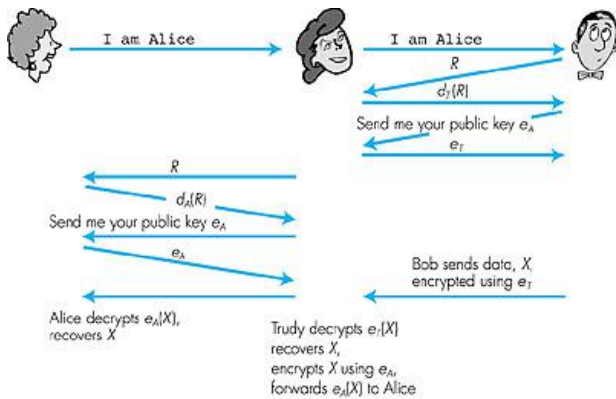 I am Alice
I am Alice
R
d_T(R)
Send me your public key e_A
e_T
R
d_A(R)
Send me your public key e_A
e_A
Bob sends data, X,
encrypted using e_T
Alice decrypts e_A(X),
recovers X
Trudy decrypts e_T(X)
recovers X,
encrypts X using e_A,
forwards e_A(X) to Alice